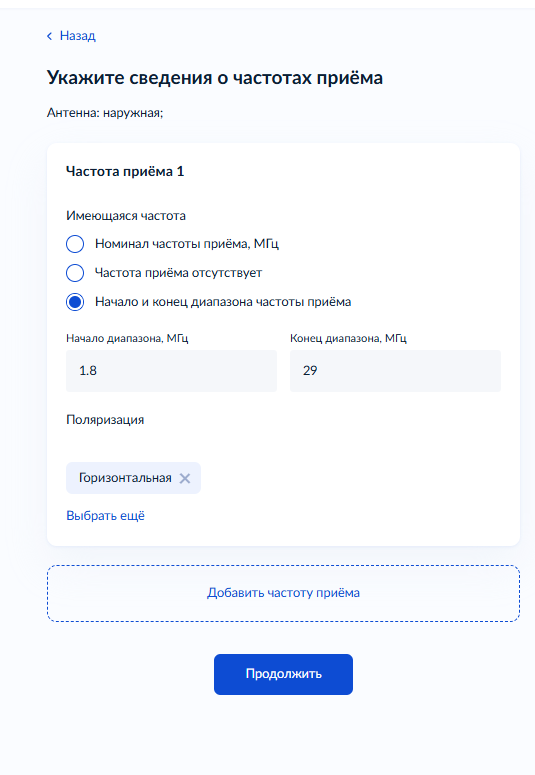 Назад
Укажите сведения о частотах приёма
Антенна: наружная;
Частота приёма 1
Имеющаяся частота
Номинал частоты приёма, МГц
Частота приёма отсутствует
Начало и конец диапазона частоты приёма
Начало диапазона, МГц
Конец диапазона, МГц
1.8
29
Поляризация
Горизонтальная
Выбрать ещё
Добавить частоту приёма
Продолжить